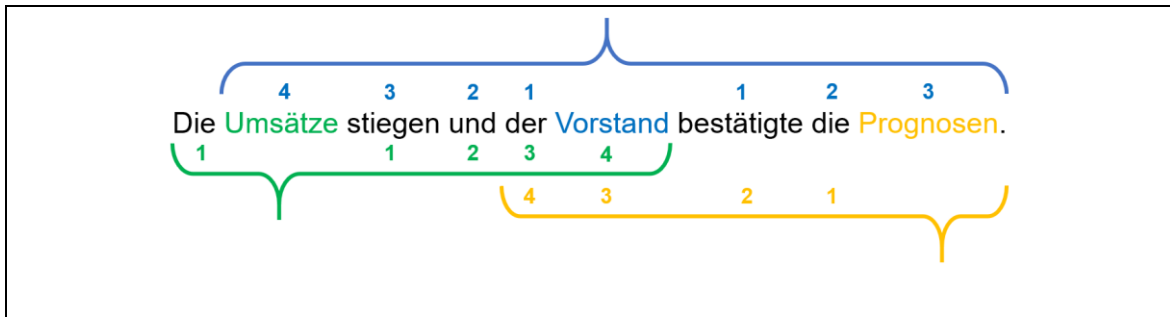 4 3 2 1 1 2 3
Die Umsätze stiegen und der Vorstand bestätigte die Prognosen.
1 1 2 3 4
4 3 2 1